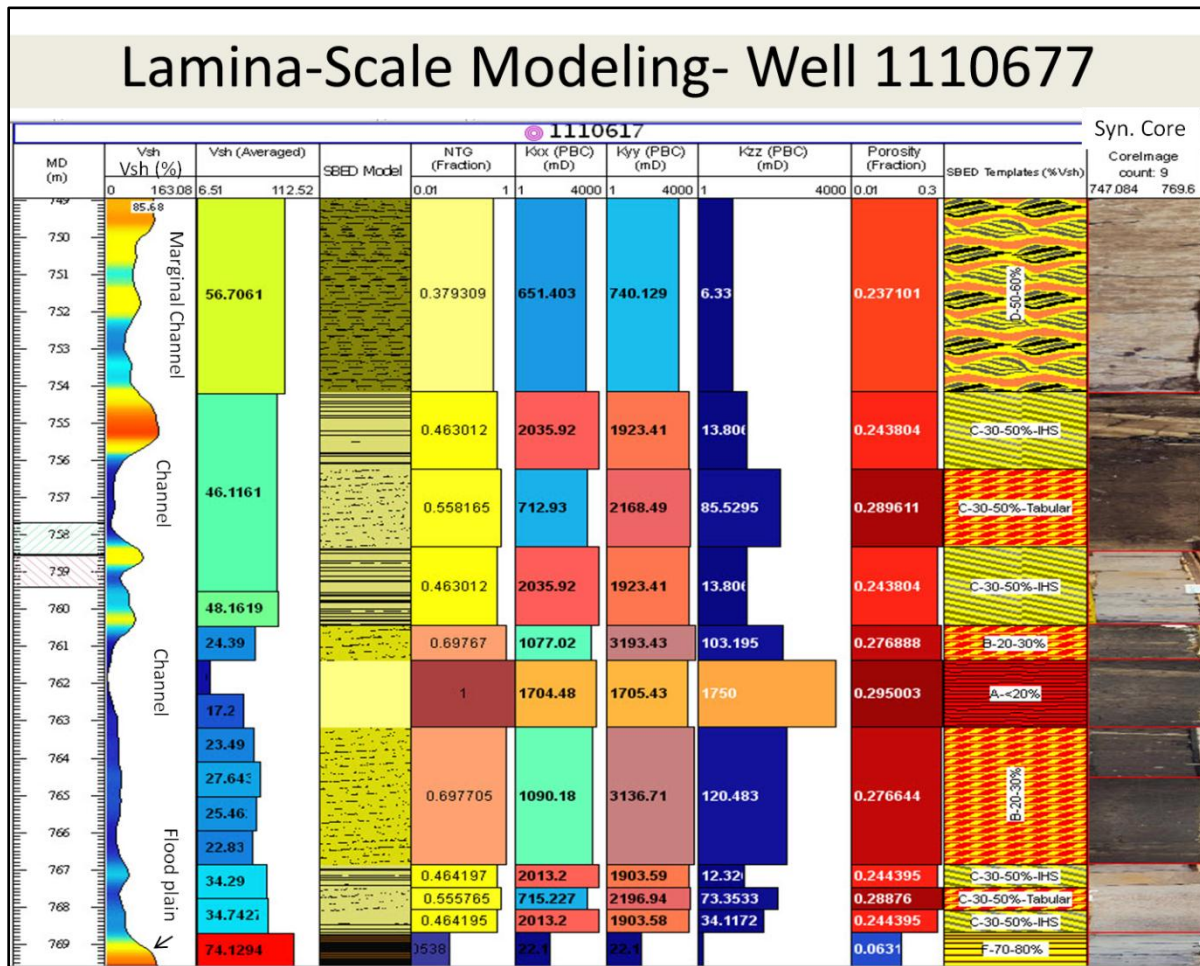 Lamina-Scale Modeling- Well 1110677
1110617
Syn. Core
MD
(m)
Vsh
Vsh (%)
0 163.08
Vsh (Averaged)
6.51 112.52
SBED Model
NTG
(Fraction)
0.01 1
Kxx (PBC)
(mD)
1 4000
Kyy (PBC)
(mD)
1 4000
Kzz (PBC)
(mD)
1 4000
Porosity
(Fraction)
0.01 0.3
SBED Templates (%Vsh)
CoreImage
count: 9
747.084 769.6
749
750
751
752
753
754
755
756
757
758
759
760
761
762
763
764
765
766
767
768
769
85.68
Marginal Channel
Channel
Channel
Flood plain
56.7061
46.1161
48.1619
24.39
17.2
23.49
27.643
25.46
22.83
34.29
34.7427
74.1294
0.379309
0.463012
0.558165
0.463012
0.69767
1
0.697705
0.464197
0.555765
0.464195
0538
651.403
2035.92
712.93
2035.92
1077.02
1704.48
1090.18
2013.2
715.227
2013.2
22.1
740.129
1923.41
2168.49
1923.41
3193.43
1705.43
3136.71
1903.59
2196.94
1903.58
22.1
6.33
13.806
85.5295
13.806
103.195
1750
120.483
12.320
73.3533
34.1172
0.237101
0.243804
0.289611
0.243804
0.276888
0.295003
0.276644
0.244395
0.28876
0.244395
0.0631
D-50-60%
C-30-50%-IHS
C-30-50%-Tabular
C-30-50%-IHS
B-20-30%
A-<20%
B-20-30%
C-30-50%-IHS
C-30-50%-Tabular
C-30-50%-IHS
F-70-80%